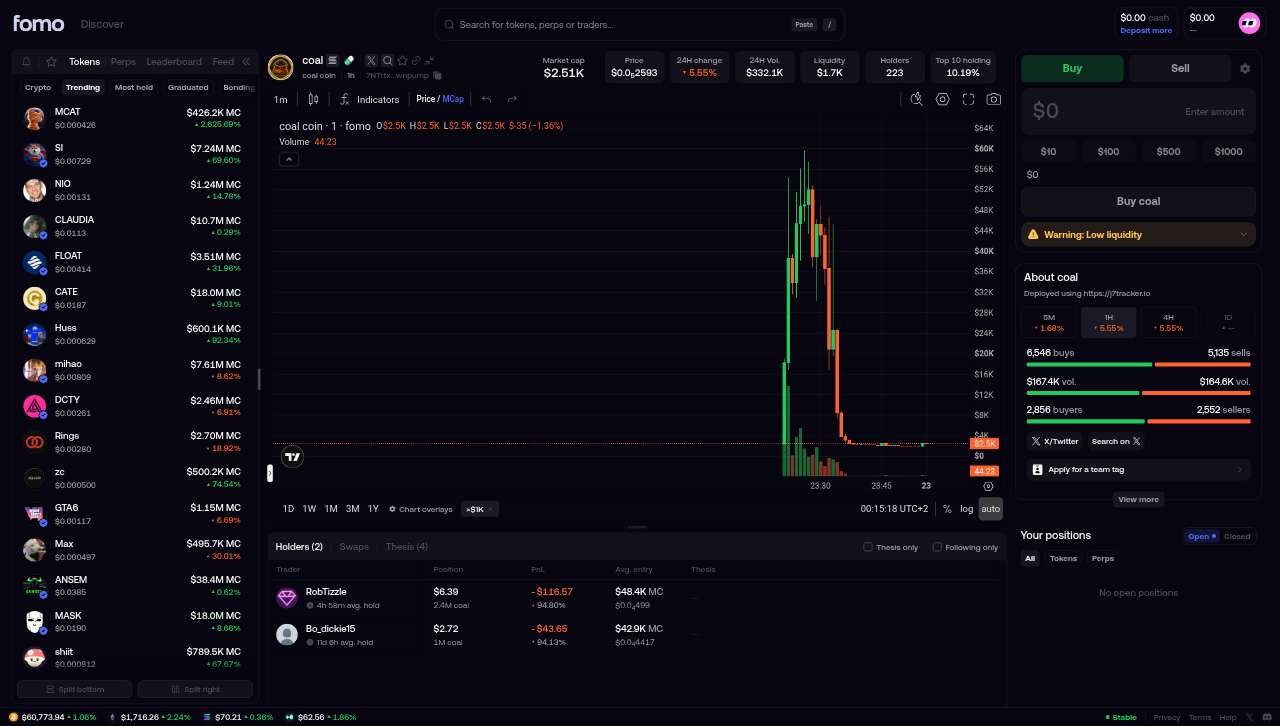 fomo Discover
Search for tokens, perps or traders... Paste /
$0.00 cash
Deposit more
$0.00
—
Tokens Perps Leaderboard Feed
Crypto Trending Most held Graduated Bonding
MCAT $426.2K MC
$0.000426 2,625.69%
SI $7.24M MC
$0.00729 69.60%
NIO $1.24M MC
$0.00131 14.78%
CLAUDIA $10.7M MC
$0.0113 0.29%
FLOAT $3.51M MC
$0.00414 31.96%
CATE $18.0M MC
$0.0187 9.01%
Huss $600.1K MC
$0.000629 92.34%
mihao $7.61M MC
$0.00809 8.62%
DCTY $2.46M MC
$0.00261 6.91%
Rings $2.70M MC
$0.00280 18.92%
zc $500.2K MC
$0.000500 74.54%
GTA6 $1.15M MC
$0.00117 6.69%
Max $495.7K MC
$0.000497 30.01%
ANSEM $38.4M MC
$0.0385 0.62%
MASK $18.0M MC
$0.0190 8.66%
shiit $789.5K MC
$0.000812 67.67%
Split bottom Split right
coal
coal coin 1h
Market cap
$2.51K
Price
$0.0₅2593
24H change
5.55%
24H Vol.
$332.1K
Liquidity
$1.7K
Holders
223
Top 10 holding
10.19%
1m Indicators Price / MCap
coal coin · 1 · fomo O$2.5K H$2.5K L$2.5K C$2.5K $-35 (−1.36%)
Volume 44.23
$64K
$60K
$56K
$52K
$48K
$44K
$40K
$36K
$32K
$28K
$24K
$20K
$16K
$12K
$8K
$4K
$2.5K
$0
44.23
23:30 23:45 23
1D 1W 1M 3M 1Y Chart overlays >$1K 00:15:18 UTC+2 % log auto
Holders (2) Swaps Thesis (4) Thesis only Following only
Trader Position PnL Avg. entry Thesis
RobTizzle $6.39 - $116.57 $48.4K MC
4h 58m avg. hold 2.4M coal 94.80% $0.0₄499
Bo_dickie15 $2.72 - $43.65 $42.9K MC
11d 6h avg. hold 1M coal 94.13% $0.0₄4417
Buy Sell
$0 Enter amount
$10 $100 $500 $1000
$0
Buy coal
Warning: Low liquidity
About coal
Deployed using https://j7tracker.io
5M 1H 4H 1D
1.68% 5.55% 5.55% --
6,546 buys 5,135 sells
$167.4K vol. $164.6K vol.
2,856 buyers 2,552 sellers
X/Twitter Search on X
Apply for a team tag
View more
Your positions Open Closed
All Tokens Perps
No open positions
$60,773.94 1.06% $1,716.26 2.24% $70.21 0.36% $62.56 1.86% Stable Privacy Terms Help